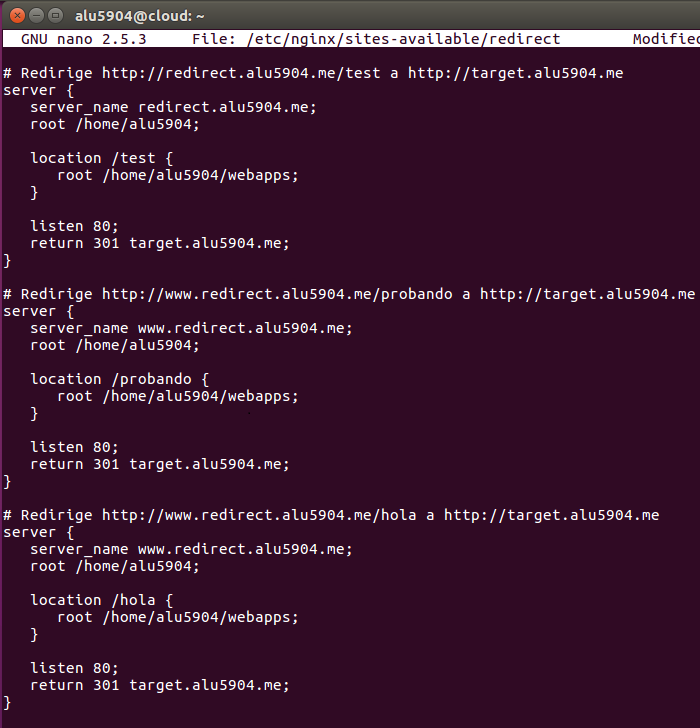 alu5904@cloud: ~
GNU nano 2.5.3 File: /etc/nginx/sites-available/redirect Modified
# Redirige http://redirect.alu5904.me/test a http://target.alu5904.me
server {
server_name redirect.alu5904.me;
root /home/alu5904;
location /test {
root /home/alu5904/webapps;
}
listen 80;
return 301 target.alu5904.me;
}
# Redirige http://www.redirect.alu5904.me/probando a http://target.alu5904.me
server {
server_name www.redirect.alu5904.me;
root /home/alu5904;
location /probando {
root /home/alu5904/webapps;
}
listen 80;
return 301 target.alu5904.me;
}
# Redirige http://www.redirect.alu5904.me/hola a http://target.alu5904.me
server {
server_name www.redirect.alu5904.me;
root /home/alu5904;
location /hola {
root /home/alu5904/webapps;
}
listen 80;
return 301 target.alu5904.me;
}